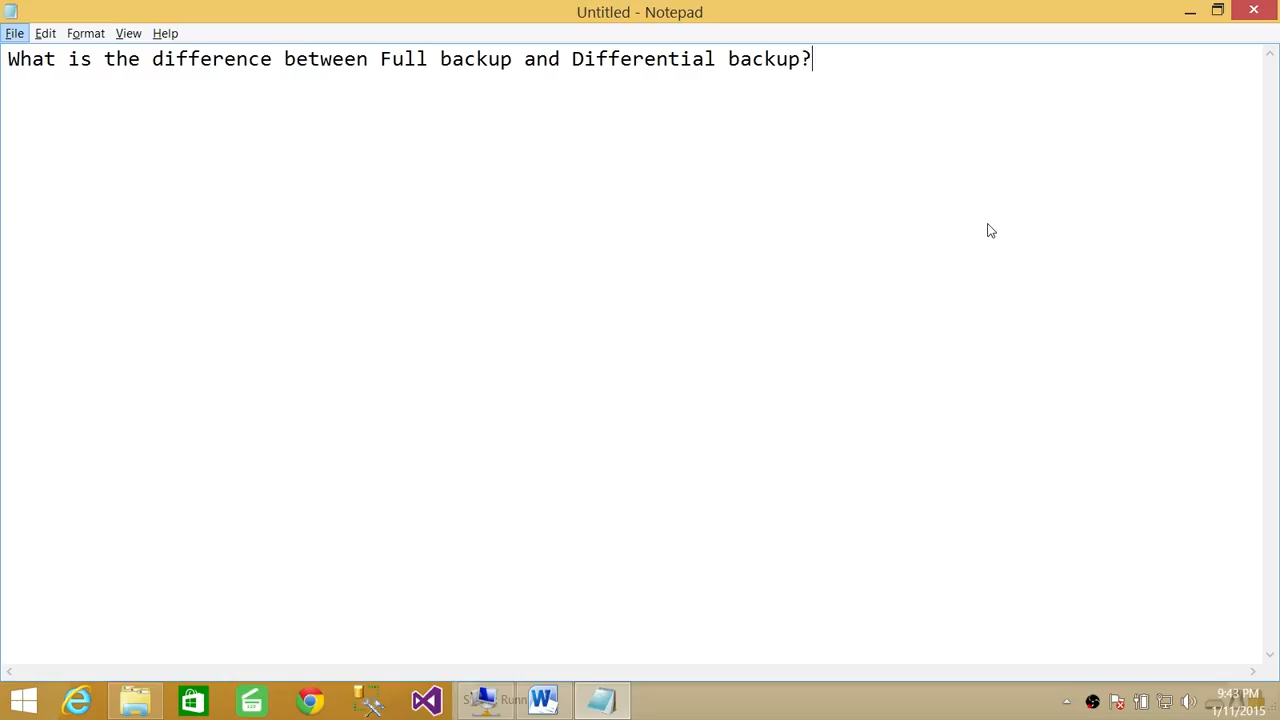 Untitled - Notepad
File Edit Format View Help
What is the difference between Full backup and Differential backup?
9:43 PM
1/11/2015